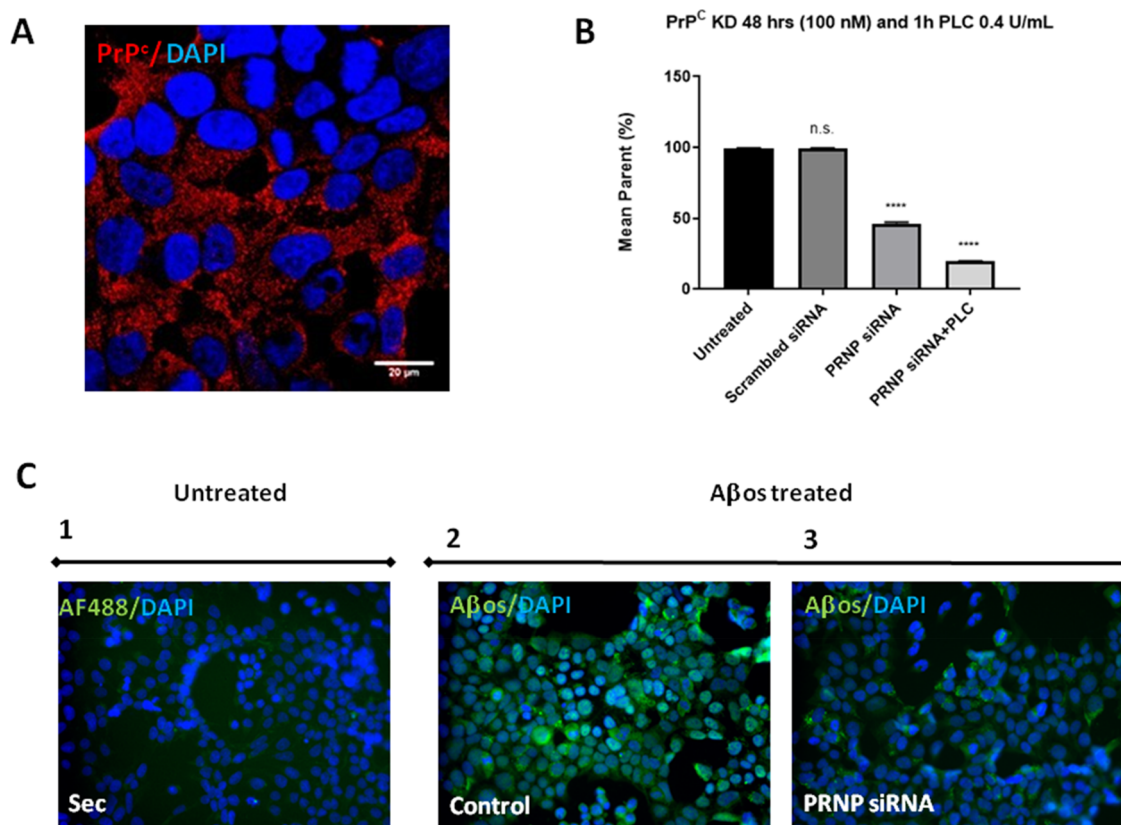 A
PrPᶜ/DAPI
20 µm
B
PrPᶜ KD 48 hrs (100 nM) and 1h PLC 0.4 U/mL
Mean Parent (%)
150
100
50
0
n.s.
****
****
Untreated
Scrambled siRNA
PRNP siRNA
PRNP siRNA+PLC
C
Untreated
Aβos treated
1
2
3
AF488/DAPI
Sec
Aβos/DAPI
Control
Aβos/DAPI
PRNP siRNA